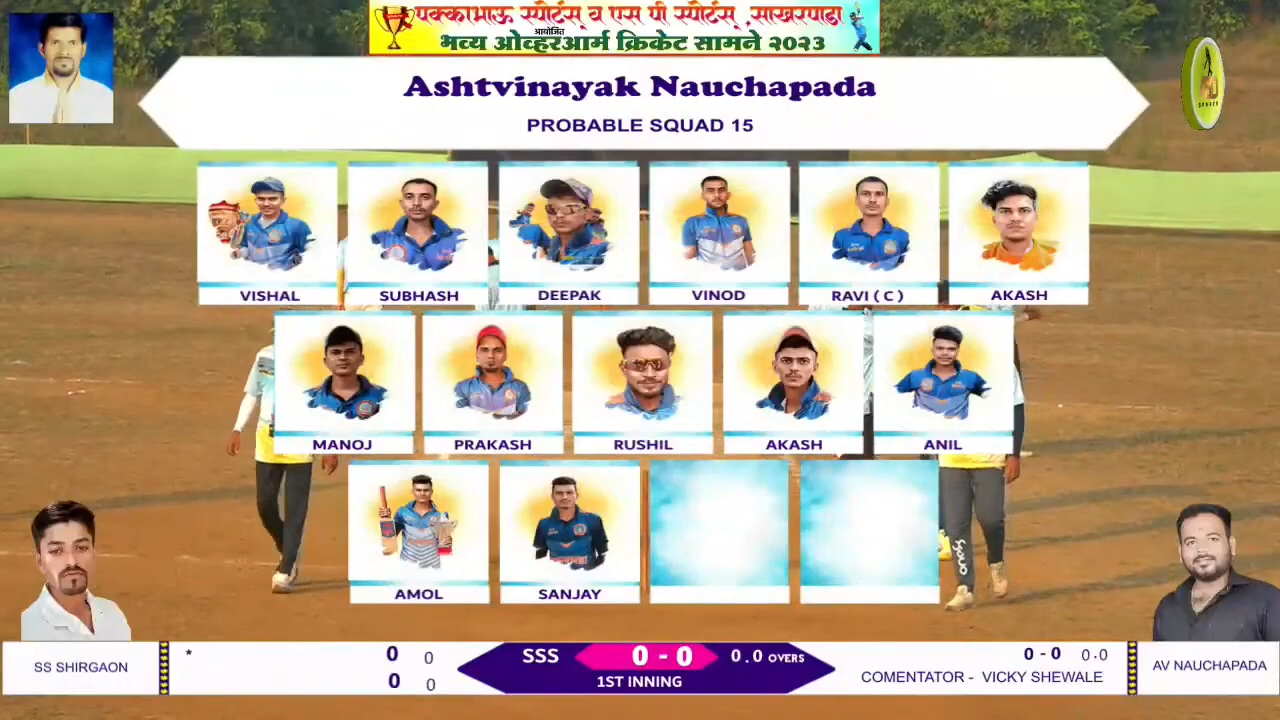 पक्काभाऊ स्पोर्टस् व एस पी स्पोर्टस् ,साखरपाडा
आयोजित
भव्य ओव्हरआर्म क्रिकेट सामने २०२३
Ashtvinayak Nauchapada
PROBABLE SQUAD 15
VISHAL
SUBHASH
DEEPAK
VINOD
RAVI ( C )
AKASH
MANOJ
PRAKASH
RUSHIL
AKASH
ANIL
AMOL
SANJAY
SS SHIRGAON
* 0 0
0 0
SSS 0 - 0 0.0 OVERS
1ST INNING
0 - 0 0.0
COMENTATOR - VICKY SHEWALE
AV NAUCHAPADA